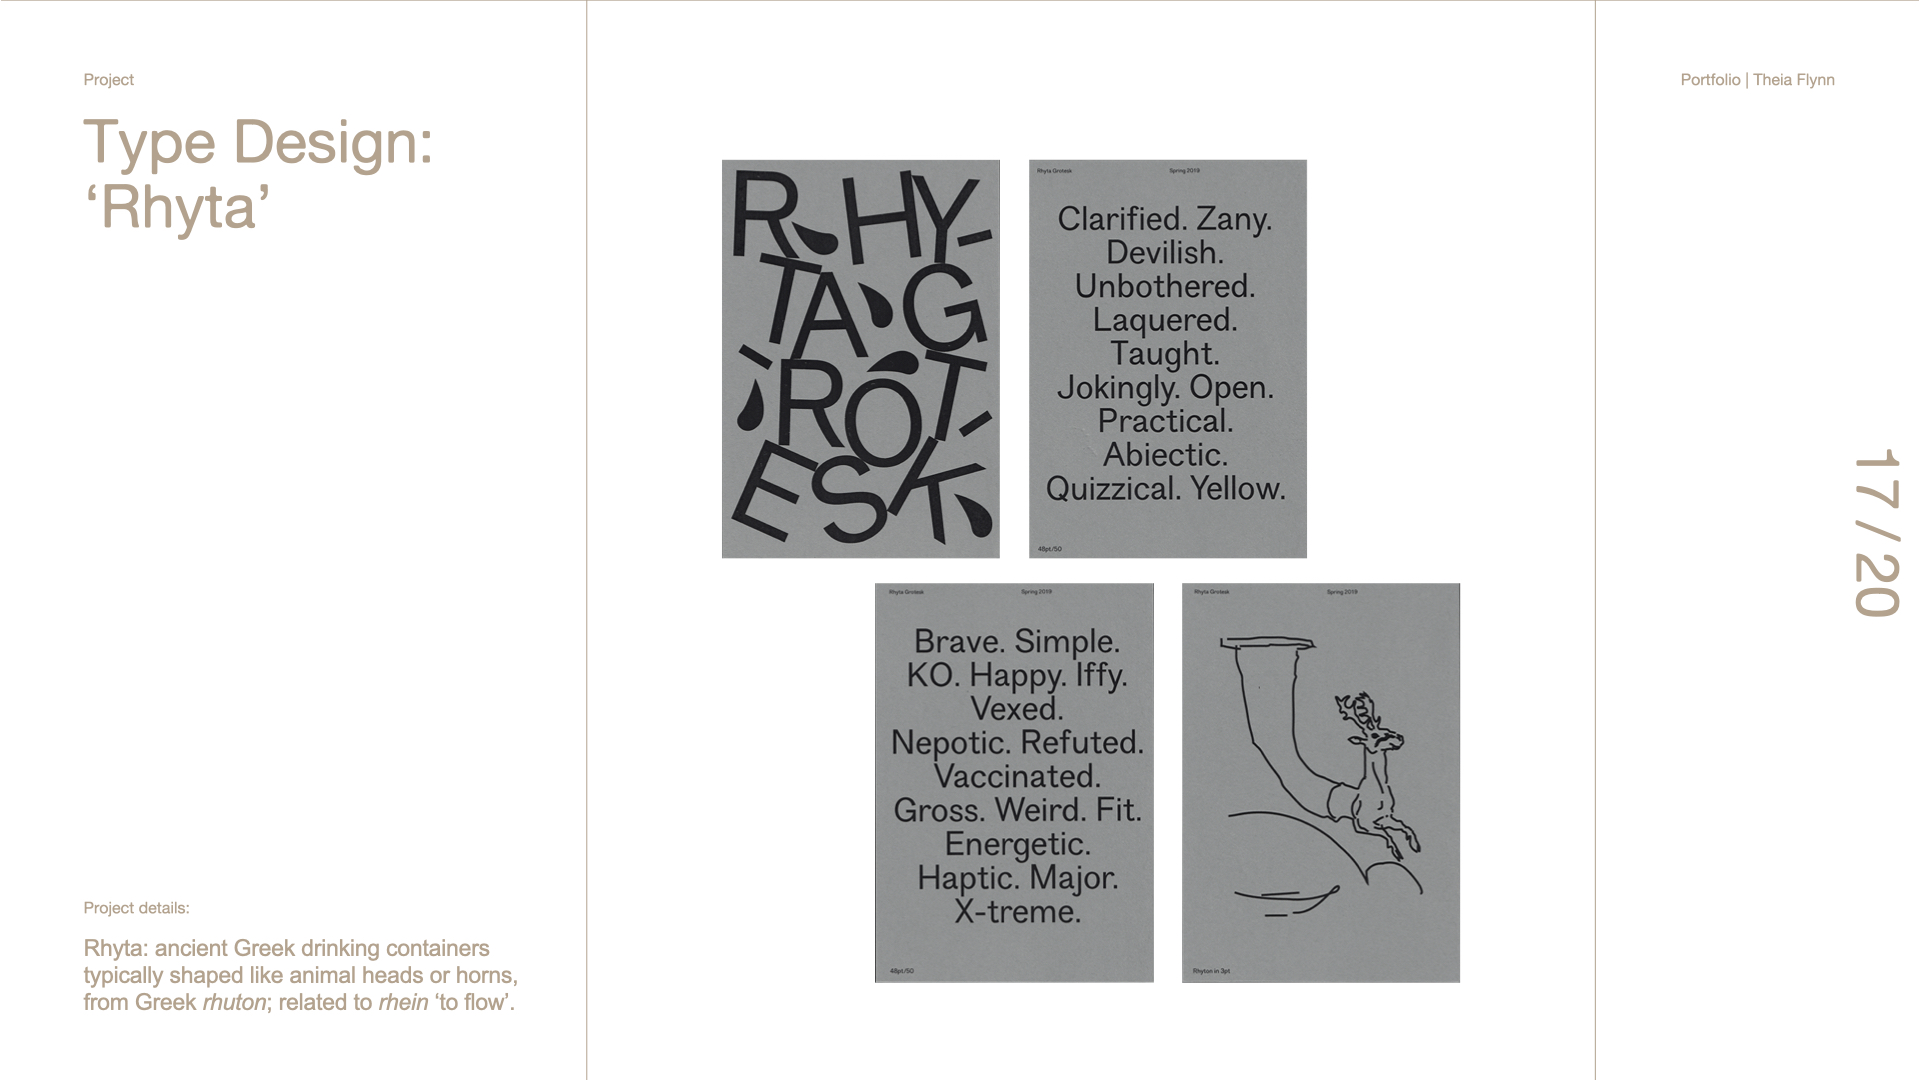 Project
Type Design:
‘Rhyta’
Portfolio | Theia Flynn
R HY-
TA G
ROT-
ESK
Rhyta Grotesk Spring 2019
Clarified. Zany.
Devilish.
Unbothered.
Laquered.
Taught.
Jokingly. Open.
Practical.
Abiectic.
Quizzical. Yellow.
48pt/50
Rhyta Grotesk Spring 2019
Brave. Simple.
KO. Happy. Iffy.
Vexed.
Nepotic. Refuted.
Vaccinated.
Gross. Weird. Fit.
Energetic.
Haptic. Major.
X-treme.
48pt/50
Rhyta Grotesk Spring 2019
Rhyton in 3pt
17/20
Project details:
Rhyta: ancient Greek drinking containers
typically shaped like animal heads or horns,
from Greek rhuton; related to rhein ‘to flow’.